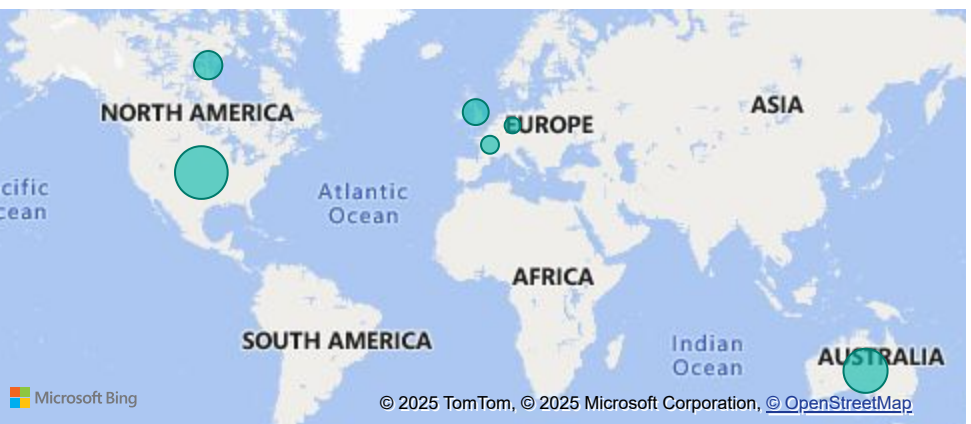 NORTH AMERICA
EUROPE
ASIA
cific
cean
Atlantic
Ocean
AFRICA
SOUTH AMERICA
Indian
Ocean
AUSTRALIA
Microsoft Bing
© 2025 TomTom, © 2025 Microsoft Corporation, © OpenStreetMap